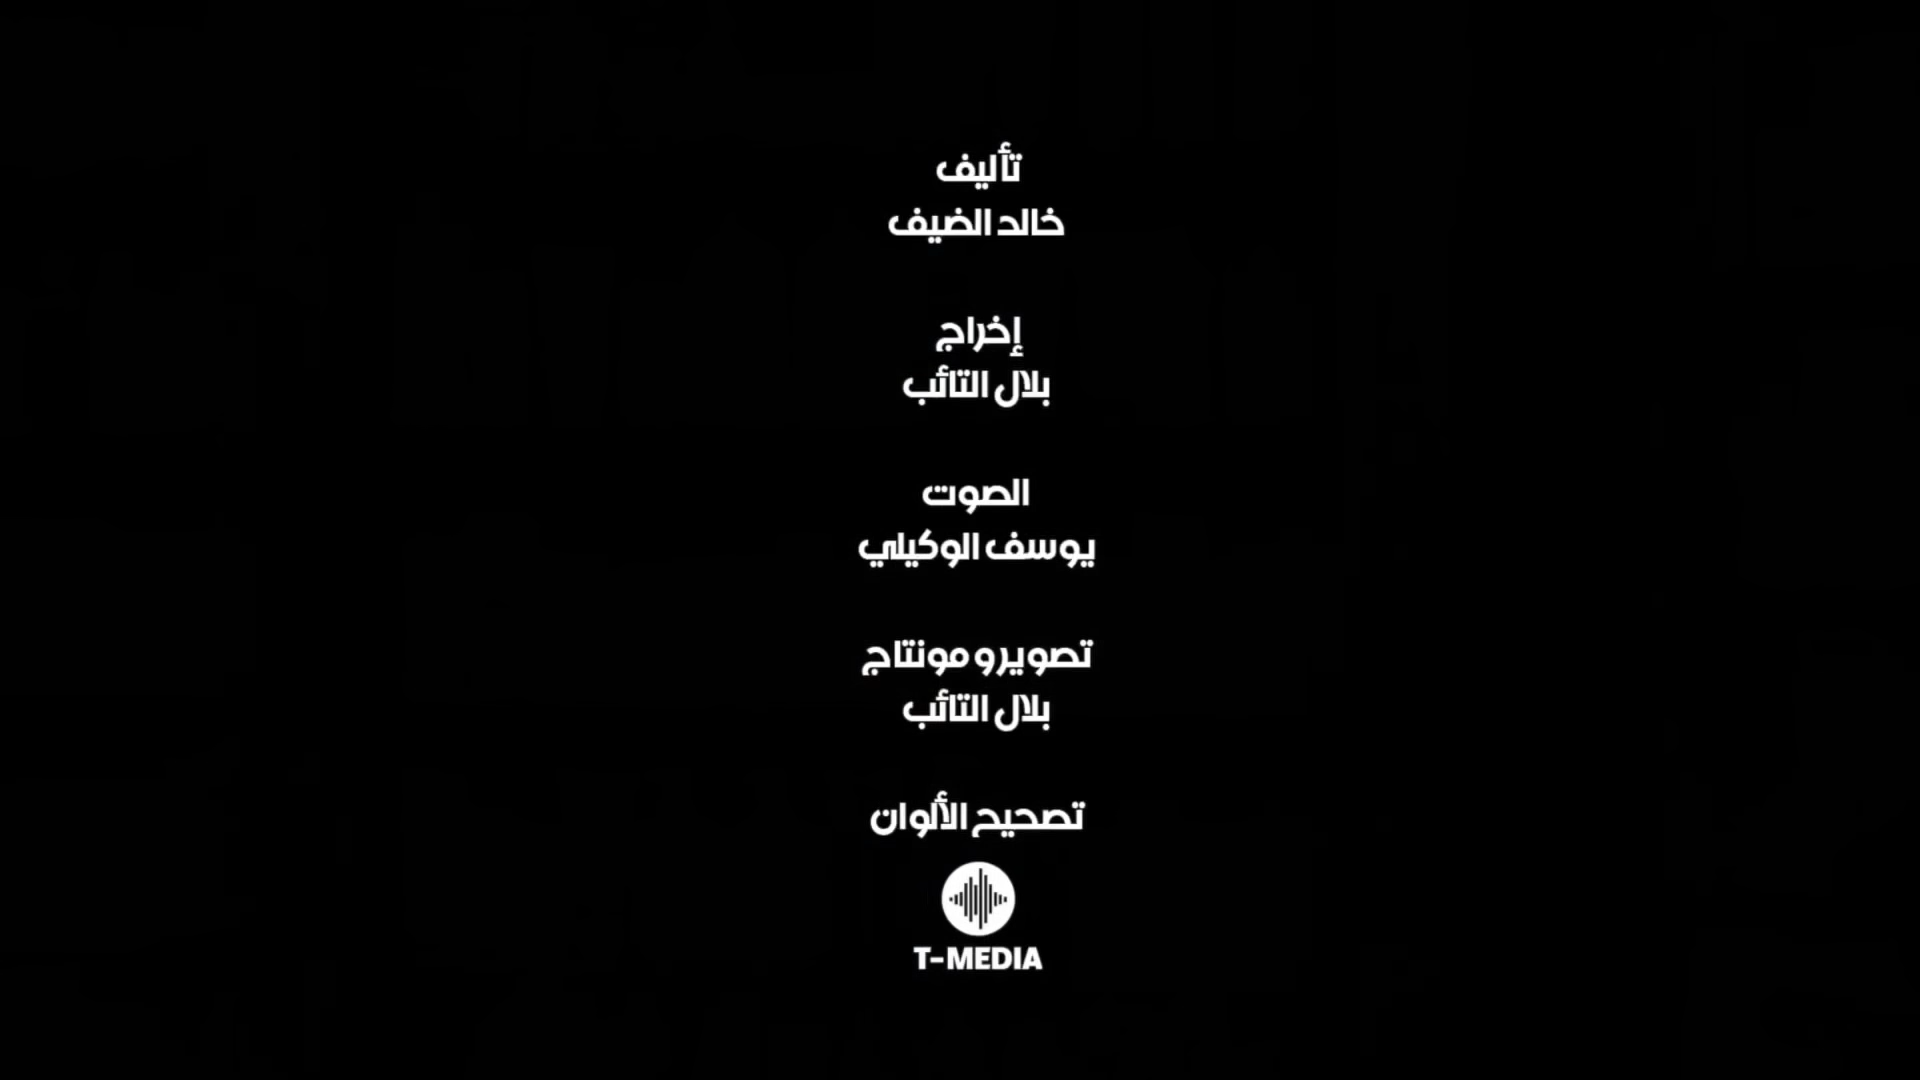 تأليف
خالد الضيف
إخراج
بلال التائب
الصوت
يوسف الوكيلي
تصوير و مونتاج
بلال التائب
تصحيح الألوان
T-MEDIA